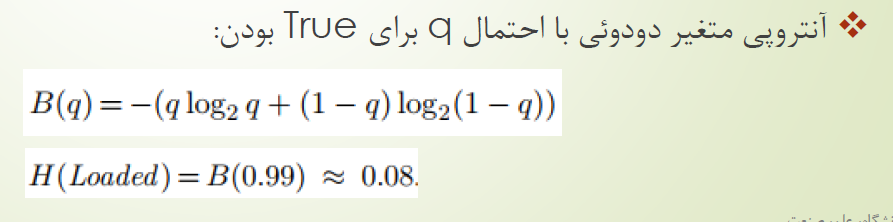 ❖ آنتروپی متغیر دودوئی با احتمال q برای True بودن:
B(q) = −(q log₂ q + (1 − q) log₂(1 − q))
H(Loaded) = B(0.99) ≈ 0.08.